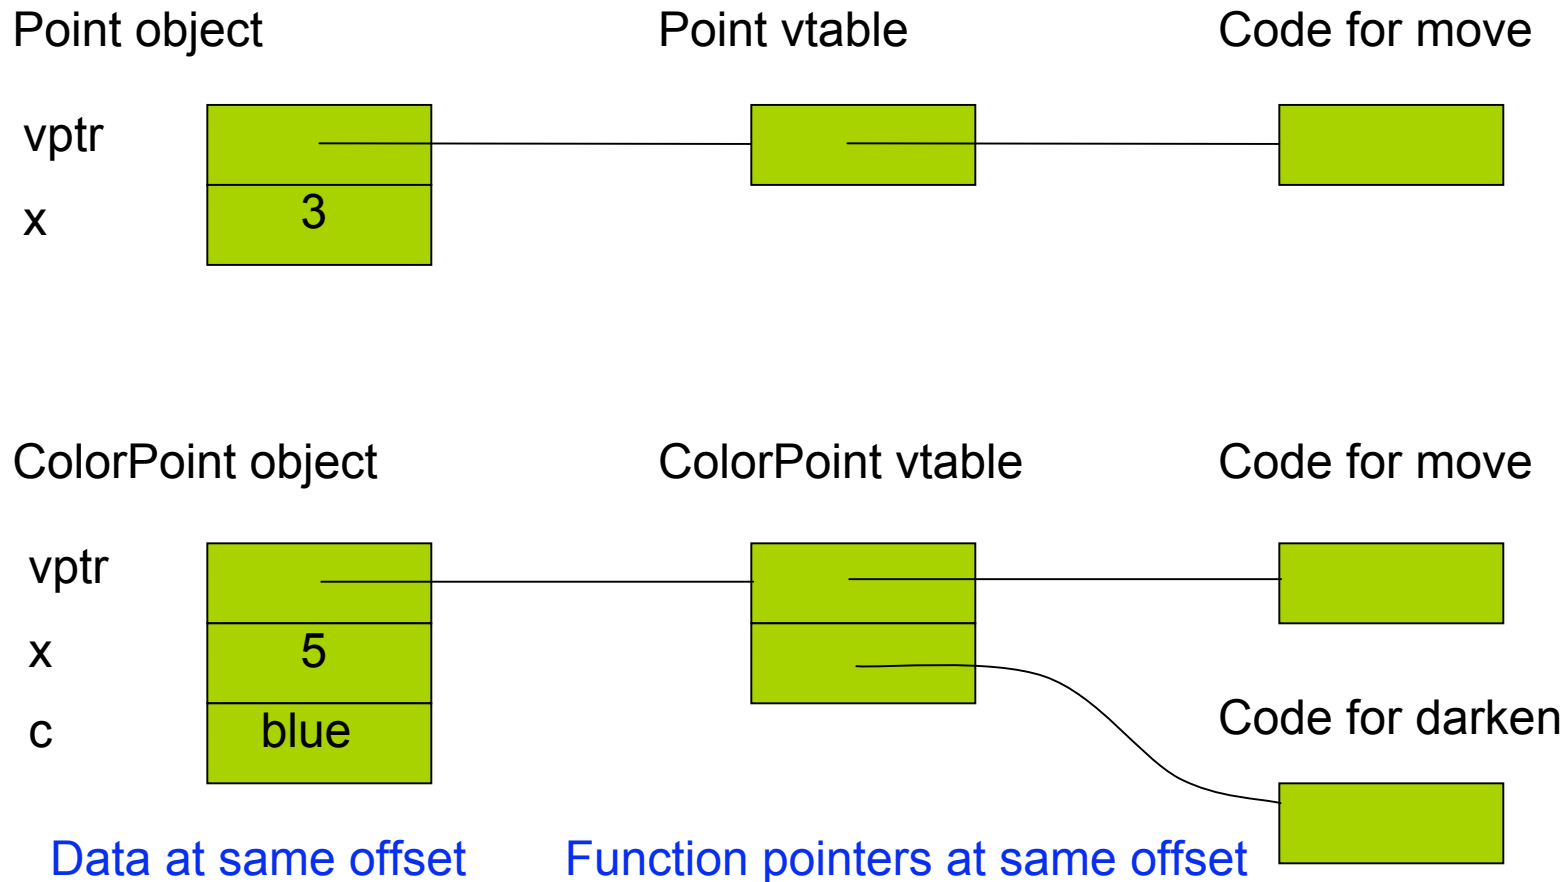 Point object
Point vtable
Code for move
vptr
x
3
ColorPoint object
ColorPoint vtable
Code for move
vptr
x
5
c
blue
Code for darken
Data at same offset
Function pointers at same offset